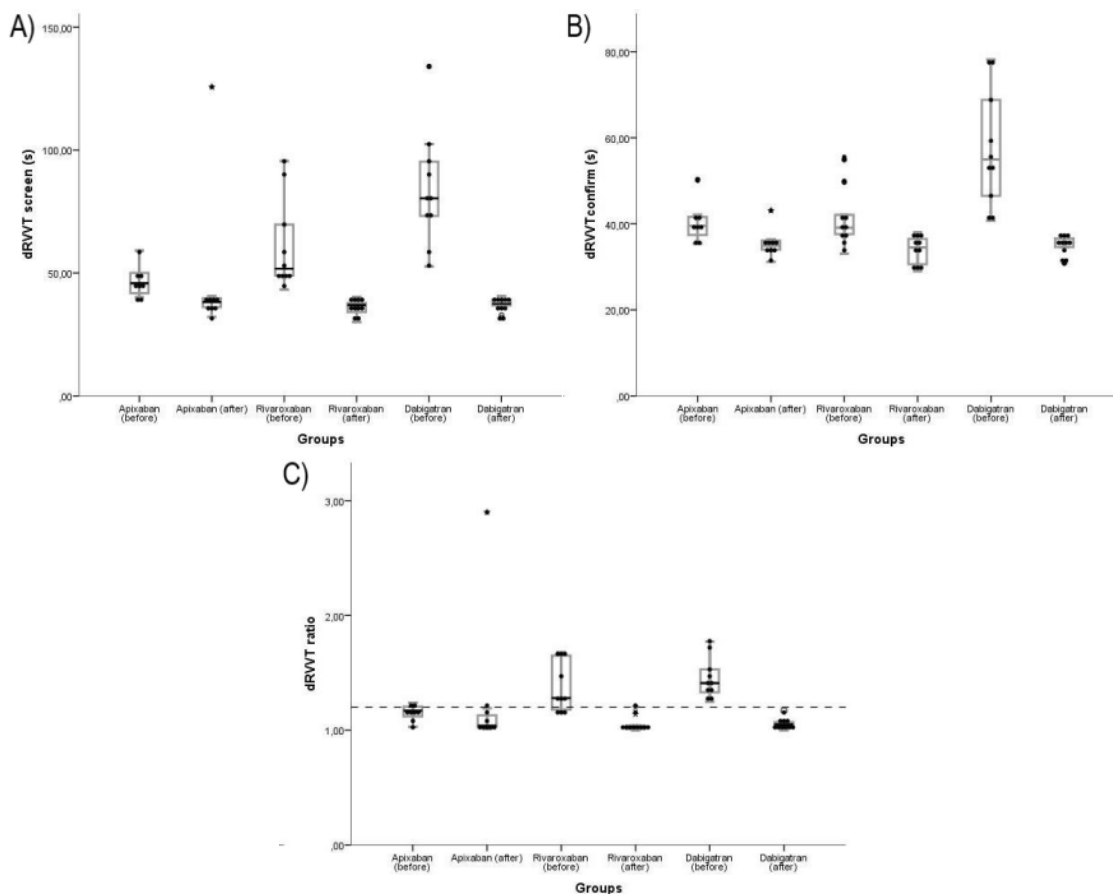 A)
150,00
100,00
50,00
,00
dRVVT screen (s)
Apixaban
(before)
Apixaban (after)
Rivaroxaban
(before)
Rivaroxaban
(after)
Dabigatran
(before)
Dabigatran
(after)
Groups
B)
80,00
60,00
40,00
20,00
,00
dRVVTconfirm (s)
Apixaban
(before)
Apixaban (after)
Rivaroxaban
(before)
Rivaroxaban
(after)
Dabigatran
(before)
Dabigatran
(after)
Groups
C)
3,00
2,00
1,00
,00
dRVVT ratio
Apixaban
(before)
Apixaban (after)
Rivaroxaban
(before)
Rivaroxaban
(after)
Dabigatran
(before)
Dabigatran
(after)
Groups